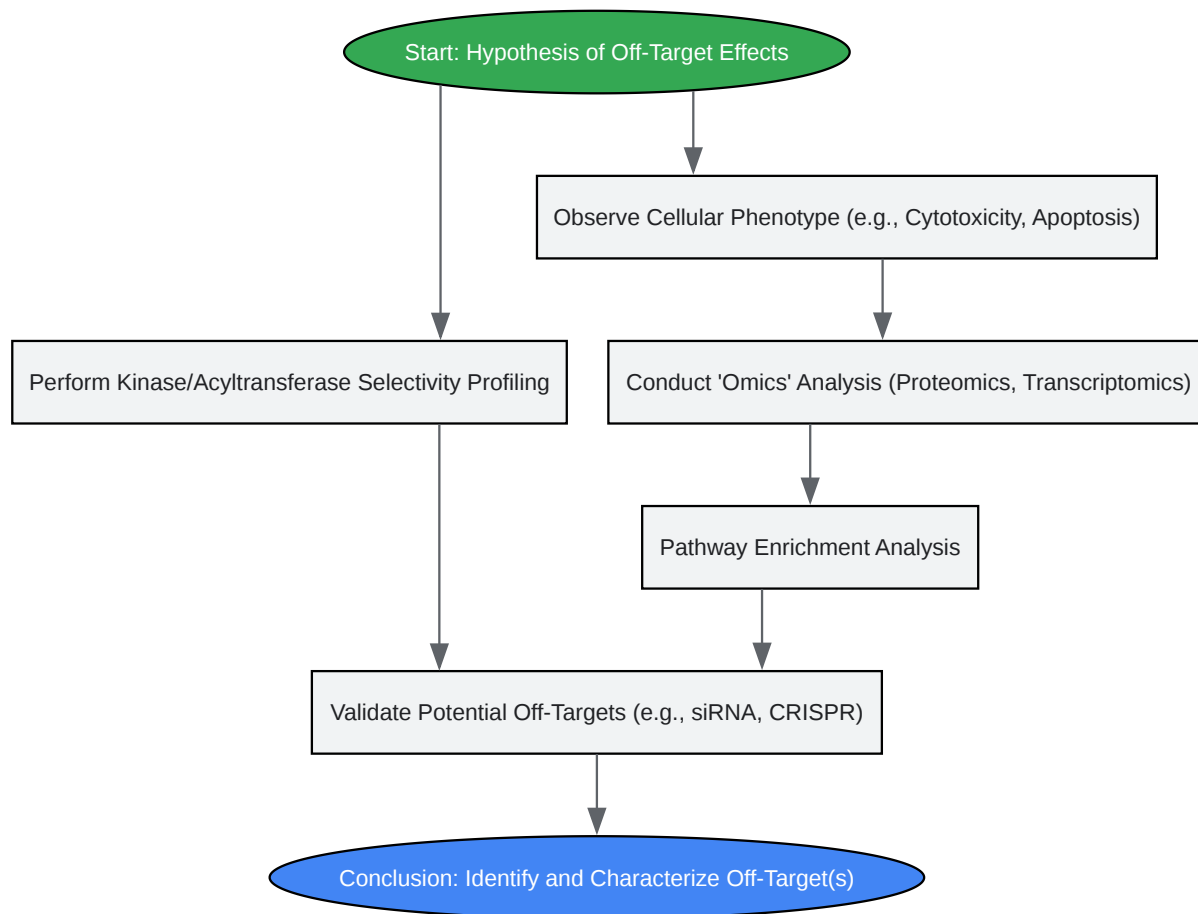 Start: Hypothesis of Off-Target Effects
Observe Cellular Phenotype (e.g., Cytotoxicity, Apoptosis)
Perform Kinase/Acyltransferase Selectivity Profiling
Conduct 'Omics' Analysis (Proteomics, Transcriptomics)
Pathway Enrichment Analysis
Validate Potential Off-Targets (e.g., siRNA, CRISPR)
Conclusion: Identify and Characterize Off-Target(s)